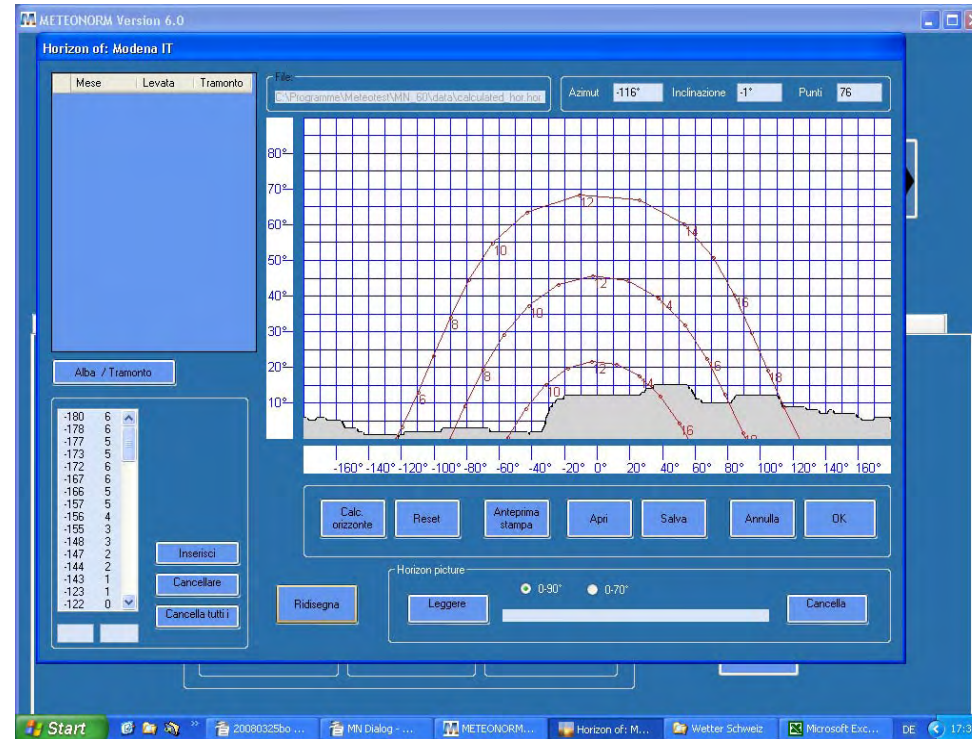 METEONORM Version 6.0
Horizon of: Modena IT
Mese Levata Tramonto
File:
C:\Programme\Meteotest\MN_60\data\calculated_hor.hor
Azimut -116° Inclinazione -1° Punti 76
80°
70°
60°
50°
40°
30°
20°
10°
12
14
10
16
8
18
6
12
14
10
16
8
18
12
14
10
16
-160° -140° -120° -100° -80° -60° -40° -20° 0° 20° 40° 60° 80° 100° 120° 140° 160°
Alba / Tramonto
-180 6
-178 6
-177 5
-173 5
-172 6
-167 6
-166 5
-157 5
-156 4
-155 3
-148 3
-147 2
-144 2
-143 1
-123 1
-122 0
Inserisci
Cancellare
Cancella tutti i
Calc. orizzonte
Reset
Anteprima stampa
Apri
Salva
Annulla
OK
Ridisegna
Horizon picture
0-90° 0-70°
Leggere
Cancella
Start
20080325bo ...
MN Dialog - ...
METEONORM...
Horizon of: M...
Wetter Schweiz
Microsoft Exc...
DE
17:3